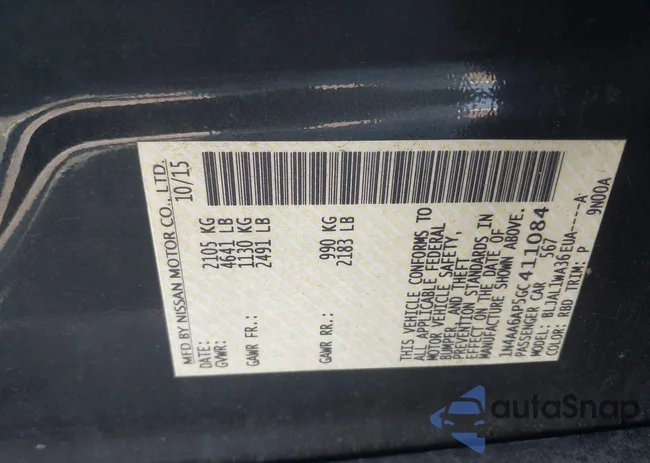 MFD BY NISSAN MOTOR CO., LTD.
DATE: 10/15
GVWR: 2105 KG
4641 LB
GAWR FR.: 1130 KG
2491 LB
GAWR RR.: 990 KG
2183 LB
THIS VEHICLE CONFORMS TO
ALL APPLICABLE FEDERAL
MOTOR VEHICLE SAFETY,
BUMPER, AND THEFT
PREVENTION STANDARDS IN
EFFECT ON THE DATE OF
MANUFACTURE SHOWN ABOVE.
1N4AA6AP5GC411084
PASSENGER CAR 567
MODEL: BLJAL1WA36EUA----A
COLOR: RBD TRIM: P 9N00A
autoSnap